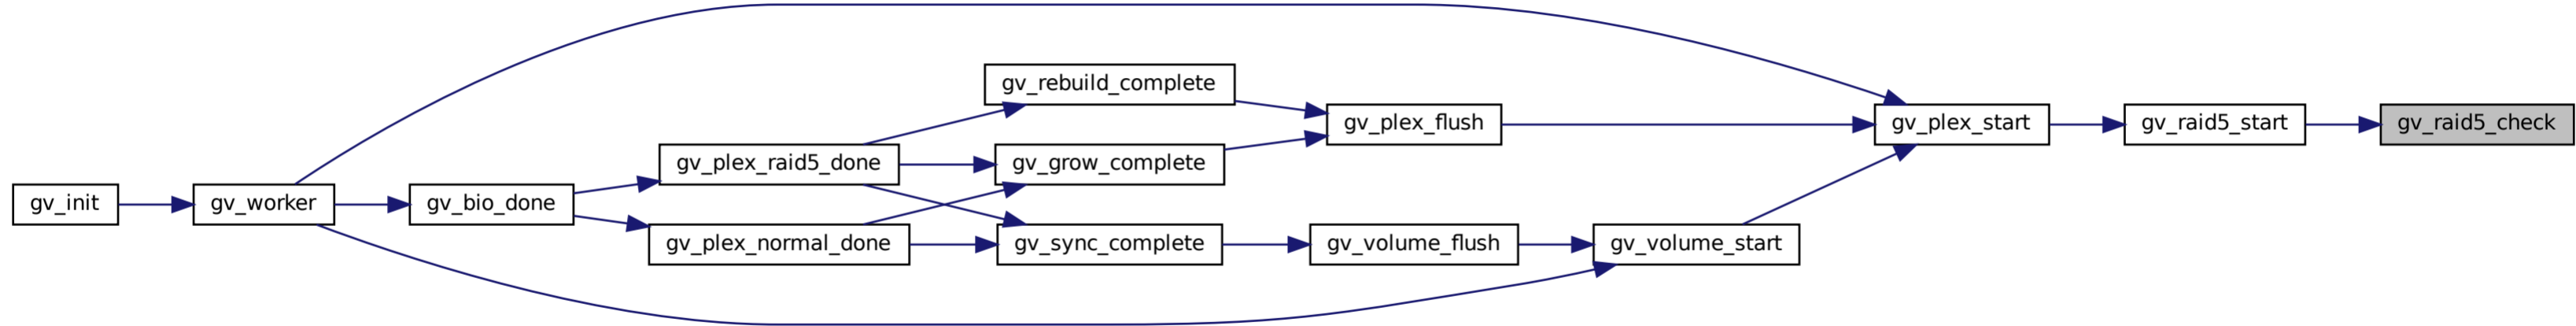 gv_init
gv_worker
gv_bio_done
gv_plex_raid5_done
gv_plex_normal_done
gv_rebuild_complete
gv_grow_complete
gv_sync_complete
gv_plex_flush
gv_volume_flush
gv_volume_start
gv_plex_start
gv_raid5_start
gv_raid5_check